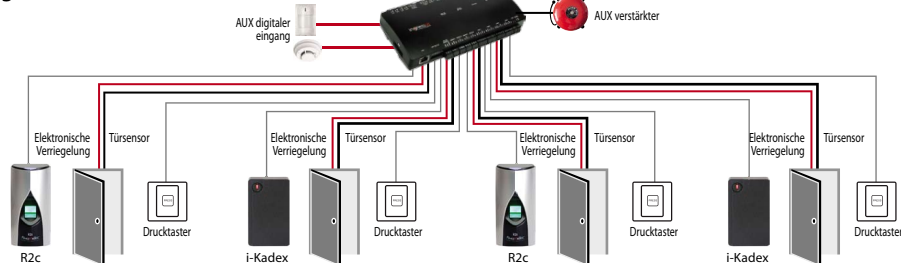 AUX digitaler
eingang
AUX verstärkter
Elektronische
Verriegelung
Türsensor
Elektronische
Verriegelung
Türsensor
Elektronische
Verriegelung
Türsensor
Elektronische
Verriegelung
Türsensor
Drucktaster
Drucktaster
Drucktaster
Drucktaster
R2c
i-Kadex
R2c
i-Kadex